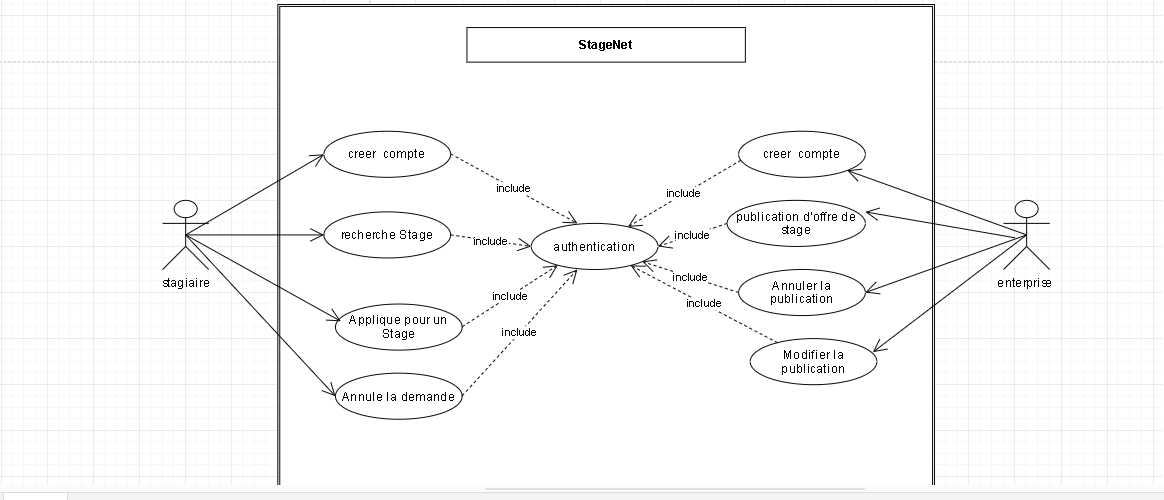 StageNet
creer compte
creer compte
include
include
publication d'offre de
stage
recherche Stage
include
authentication
include
stagiaire
enterprise
include
Annuler la
publication
include
include
Applique pour un
Stage
include
Modifier la
publication
Annule la demande